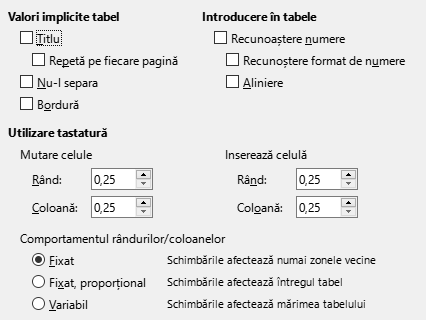 Valori implicite tabel
Titlu
Repetă pe fiecare pagină
Nu-l separa
Bordură
Introducere în tabele
Recunoaștere numere
Recunoștere format de numere
Aliniere
Utilizare tastatură
Mutare celule
Rând: 0,25
Coloană: 0,25
Inserează celulă
Rând: 0,25
Coloană: 0,25
Comportamentul rândurilor/coloanelor
Fixat Schimbările afectează numai zonele vecine
Fixat, proporțional Schimbările afectează întregul tabel
Variabil Schimbările afectează mărimea tabelului